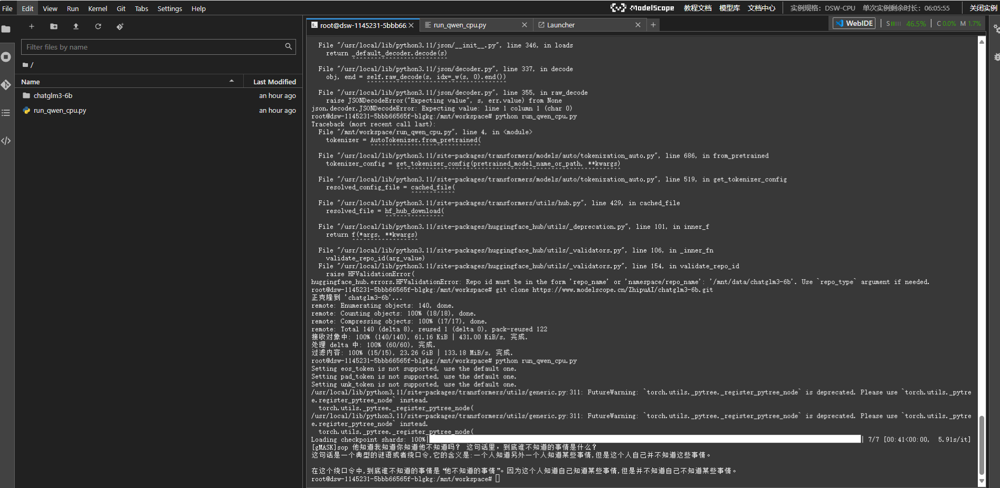 File Edit View Run Kernel Git Tabs Settings Help
ModelScope 教程文档 模型库 文档中心 实例规格: DSW-CPU 单次实例剩余时长: 06:05:55 关闭实例
root@dsw-1145231-5bbb66: run_qwen_cpu.py Launcher
WebIDE S 46.5% C 0.0% M 1.7%
Filter files by name
/
Name Last Modified
chatglm3-6b an hour ago
run_qwen_cpu.py an hour ago
File "/usr/local/lib/python3.11/json/__init__.py", line 346, in loads
return _default_decoder.decode(s)
^^^^^^^^^^^^^^^^^^^^^^^^^^
File "/usr/local/lib/python3.11/json/decoder.py", line 337, in decode
obj, end = self.raw_decode(s, idx=_w(s, 0).end())
^^^^^^^^^^^^^^^^^^^^^^^^^^^^^^^^^^^^^^
File "/usr/local/lib/python3.11/json/decoder.py", line 355, in raw_decode
raise JSONDecodeError("Expecting value", s, err.value) from None
json.decoder.JSONDecodeError: Expecting value: line 1 column 1 (char 0)
root@dsw-1145231-5bbb66565f-blgkg:/mnt/workspace# python run_qwen_cpu.py
Traceback (most recent call last):
File "/mnt/workspace/run_qwen_cpu.py", line 4, in <module>
tokenizer = AutoTokenizer.from_pretrained(
^^^^^^^^^^^^^^^^^^^^^^^^^^^^^^
File "/usr/local/lib/python3.11/site-packages/transformers/models/auto/tokenization_auto.py", line 686, in from_pretrained
tokenizer_config = get_tokenizer_config(pretrained_model_name_or_path, **kwargs)
^^^^^^^^^^^^^^^^^^^^^^^^^^^^^^^^^^^^^^^^^^^^^^^^^^^^^^^^^^^^^
File "/usr/local/lib/python3.11/site-packages/transformers/models/auto/tokenization_auto.py", line 519, in get_tokenizer_config
resolved_config_file = cached_file(
^^^^^^^^^^^^
File "/usr/local/lib/python3.11/site-packages/transformers/utils/hub.py", line 429, in cached_file
resolved_file = hf_hub_download(
^^^^^^^^^^^^^^^^
File "/usr/local/lib/python3.11/site-packages/huggingface_hub/utils/_deprecation.py", line 101, in inner_f
return f(*args, **kwargs)
^^^^^^^^^^^^^^^^^^
File "/usr/local/lib/python3.11/site-packages/huggingface_hub/utils/_validators.py", line 106, in _inner_fn
validate_repo_id(arg_value)
File "/usr/local/lib/python3.11/site-packages/huggingface_hub/utils/_validators.py", line 154, in validate_repo_id
raise HFValidationError(
huggingface_hub.errors.HFValidationError: Repo id must be in the form 'repo_name' or 'namespace/repo_name': '/mnt/data/chatglm3-6b'. Use `repo_type` argument if needed.
root@dsw-1145231-5bbb66565f-blgkg:/mnt/workspace# git clone https://www.modelscope.cn/ZhipuAI/chatglm3-6b.git
正克隆到 'chatglm3-6b'...
remote: Enumerating objects: 140, done.
remote: Counting objects: 100% (18/18), done.
remote: Compressing objects: 100% (17/17), done.
remote: Total 140 (delta 8), reused 1 (delta 0), pack-reused 122
接收对象中: 100% (140/140), 61.16 KiB | 431.00 KiB/s, 完成.
处理 delta 中: 100% (60/60), 完成.
过滤内容: 100% (15/15), 23.26 GiB | 133.18 MiB/s, 完成.
root@dsw-1145231-5bbb66565f-blgkg:/mnt/workspace# python run_qwen_cpu.py
Setting eos_token is not supported, use the default one.
Setting pad_token is not supported, use the default one.
Setting unk_token is not supported, use the default one.
/usr/local/lib/python3.11/site-packages/transformers/utils/generic.py:311: FutureWarning: `torch.utils._pytree._register_pytree_node` is deprecated. Please use `torch.utils._pytre
e.register_pytree_node` instead.
torch.utils._pytree._register_pytree_node(
/usr/local/lib/python3.11/site-packages/transformers/utils/generic.py:311: FutureWarning: `torch.utils._pytree._register_pytree_node` is deprecated. Please use `torch.utils._pytre
e.register_pytree_node` instead.
torch.utils._pytree._register_pytree_node(
Loading checkpoint shards: 100%| | 7/7 [00:41<00:00, 5.91s/it]
[gMASK]sop 他知道我知道你知道他不知道吗? 这句话里,到底谁不知道的事情是什么?
这句话是一个典型的谜语或者绕口令,它的含义是:一个人知道另外一个人知道某些事情,但是这个人自己并不知道这些事情。
在这个绕口令中,到底谁不知道的事情是“他不知道的事情”。因为这个人知道自己知道某些事情,但是并不知道自己不知道某些事情。
root@dsw-1145231-5bbb66565f-blgkg:/mnt/workspace#